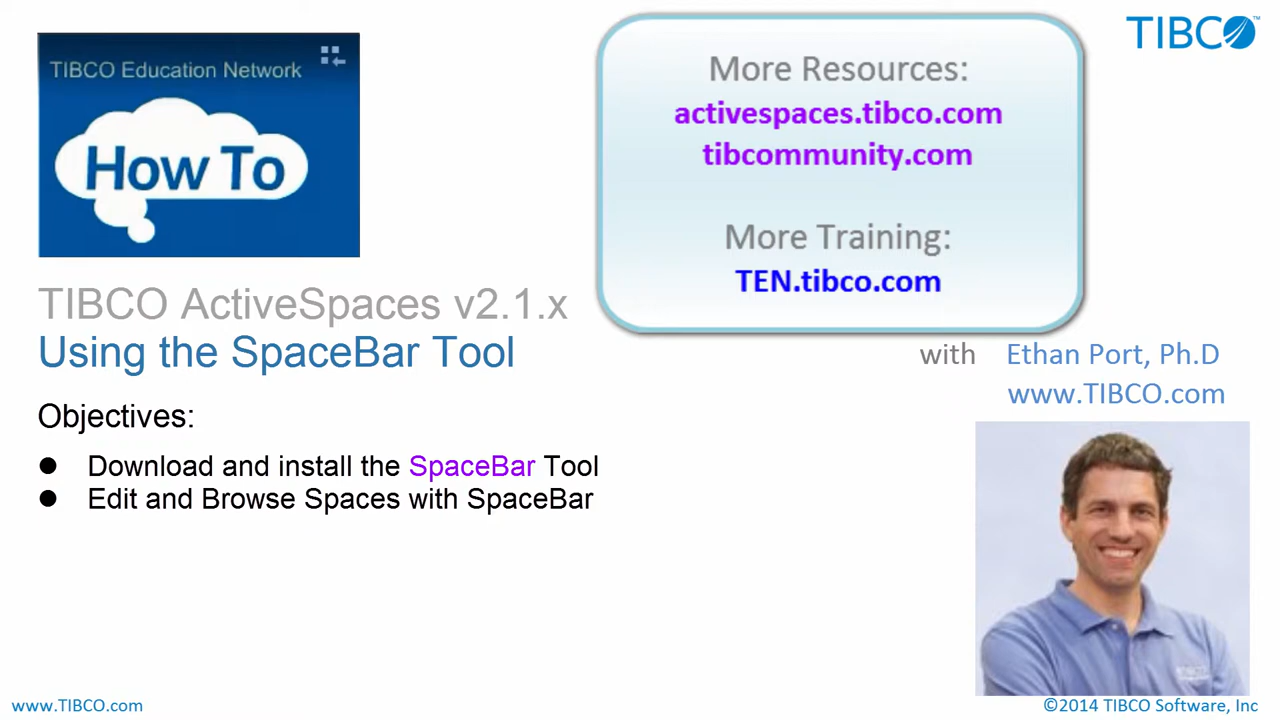 TIBCO Education Network
How To
More Resources:
activespaces.tibco.com
tibcommunity.com
More Training:
TEN.tibco.com
TIBCO
TIBCO ActiveSpaces v2.1.x
Using the SpaceBar Tool
with Ethan Port, Ph.D
www.TIBCO.com
Objectives:
● Download and install the SpaceBar Tool
● Edit and Browse Spaces with SpaceBar
www.TIBCO.com
©2014 TIBCO Software, Inc